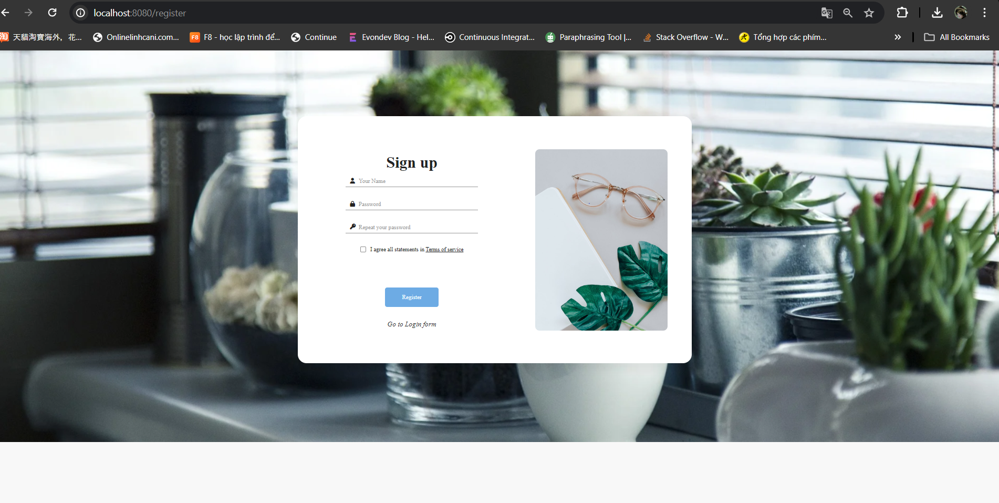 localhost:8080/register
天貓淘寶海外，花... Onlinelinhcani.com... F8 - học lập trình để... Continue Evondev Blog - Hel... Continuous Integrat... Paraphrasing Tool |... Stack Overflow - W... Tổng hợp các phím... All Bookmarks
Sign up
Your Name
Password
Repeat your password
I agree all statements in Terms of service
Register
Go to Login form